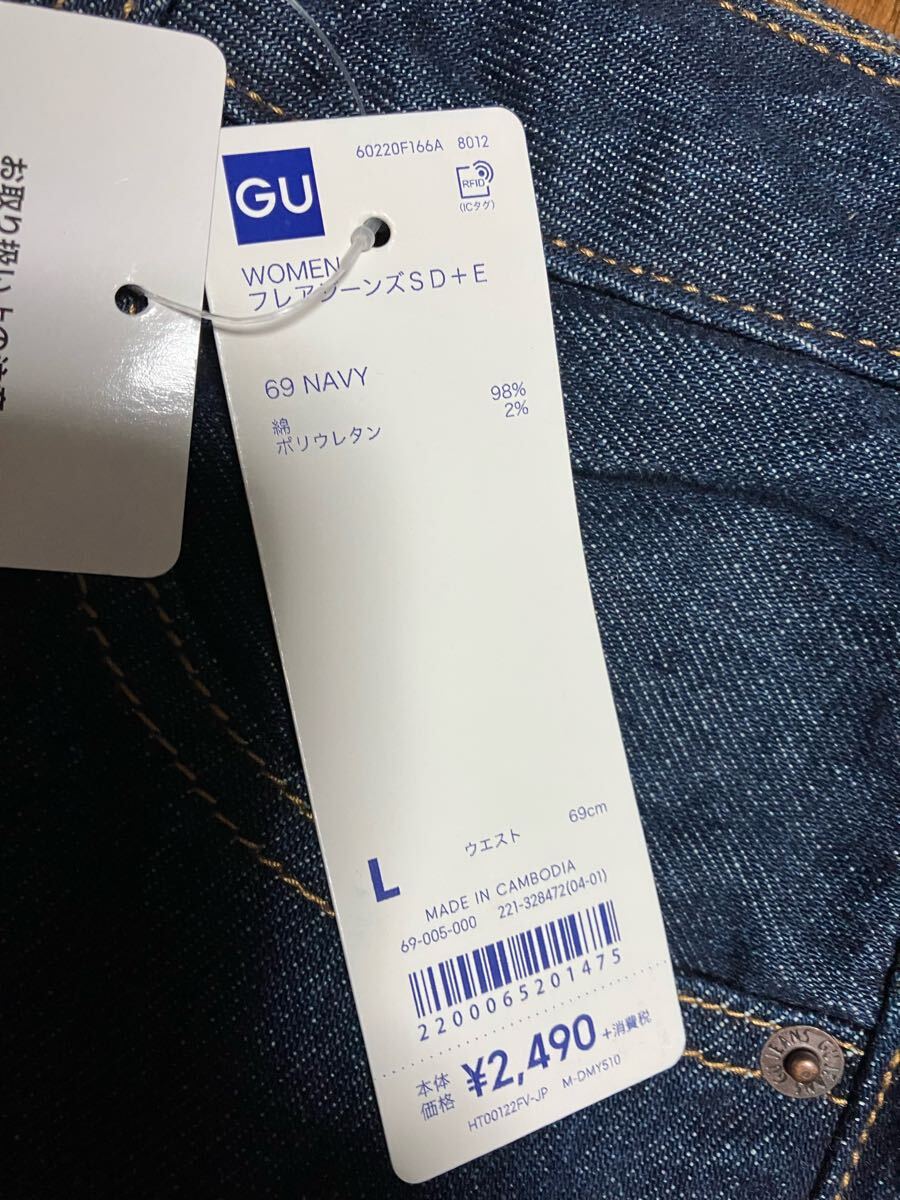 お取り扱い上の注意
60220F166A 8012
GU
RFID
(ICタグ)
WOMEN
フレアジーンズSD+E
69 NAVY
綿 98%
ポリウレタン 2%
L ウエスト 69cm
MADE IN CAMBODIA
69-005-000 221-328472(04-01)
2200065201475
本体価格 ¥2,490 +消費税
HT00122FV-JP M-DMY510
JEANS GU